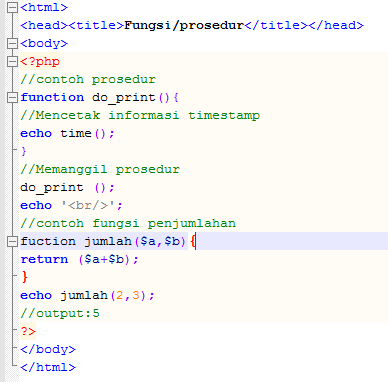 <html>
<head><title>Fungsi/prosedur</title></head>
<body>
<?php
//contoh prosedur
function do_print(){
//Mencetak informasi timestamp
echo time();
}
//Memanggil prosedur
do_print ();
echo '<br/>';
//contoh fungsi penjumlahan
fuction jumlah($a,$b){
return ($a+$b);
}
echo jumlah(2,3);
//output:5
?>
</body>
</html>